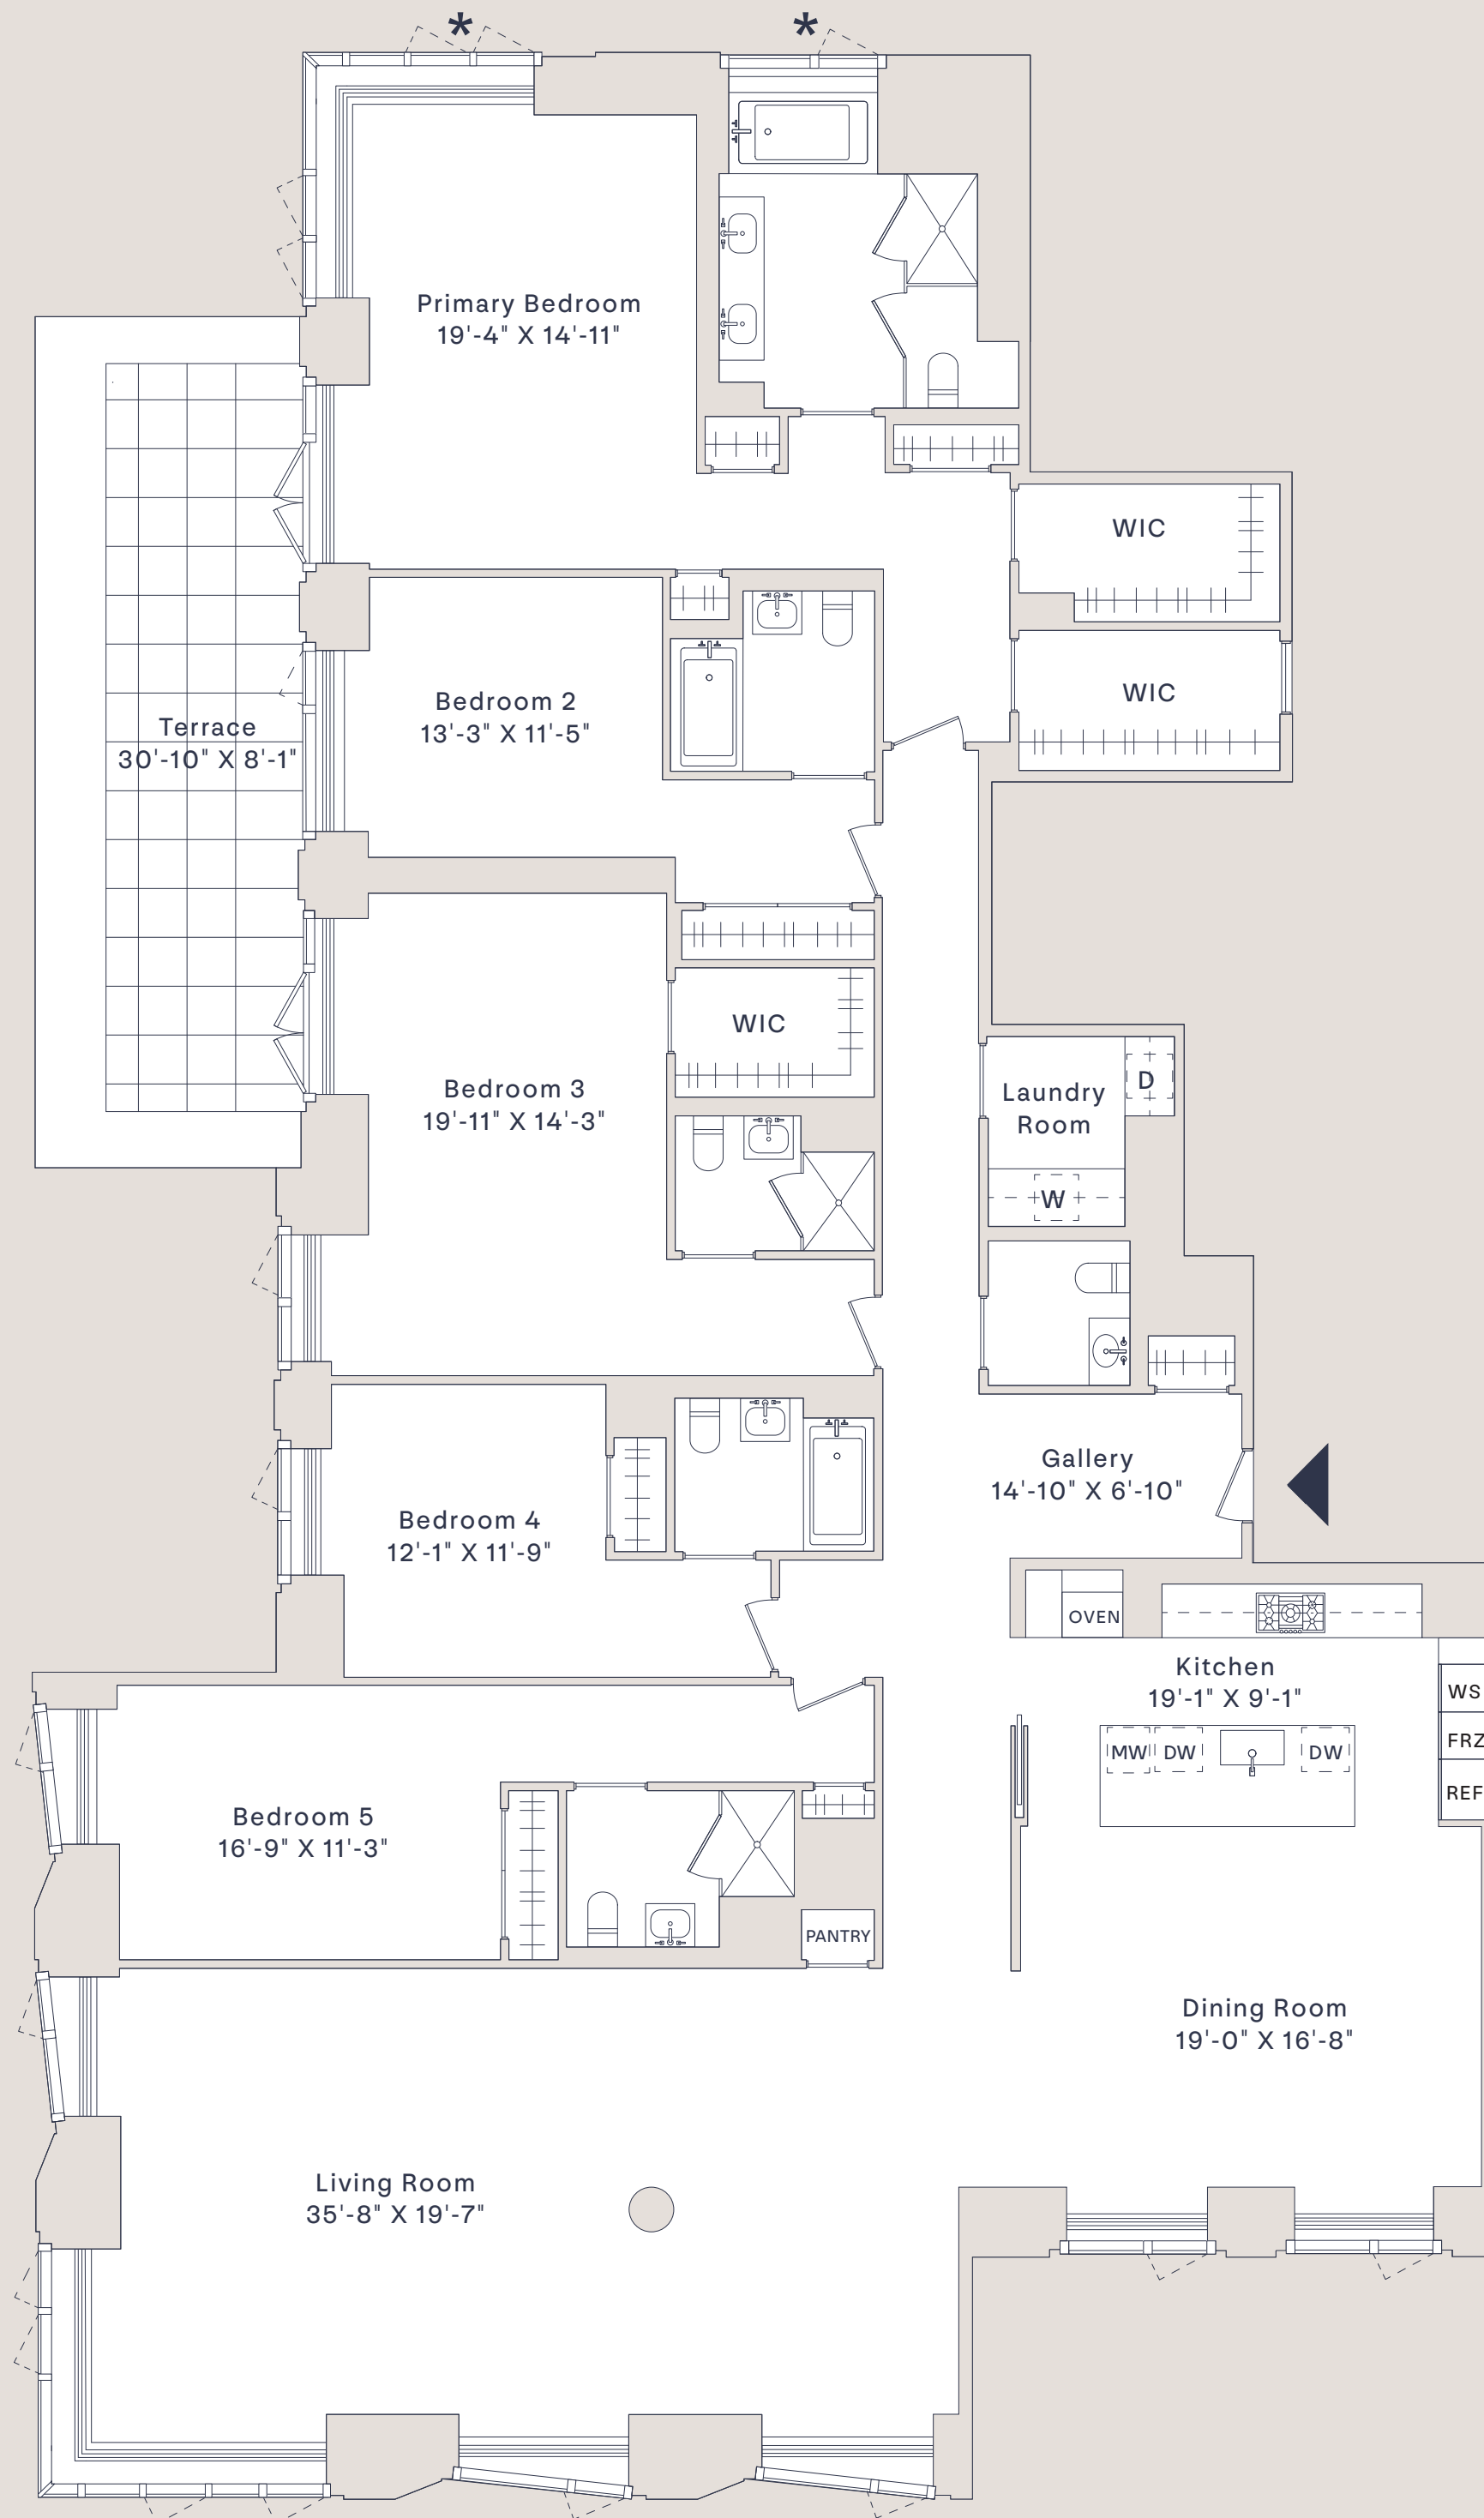 * *
Primary Bedroom
19'-4" X 14'-11"
WIC
WIC
Bedroom 2
13'-3" X 11'-5"
Terrace
30'-10" X 8'-1"
WIC
Bedroom 3
19'-11" X 14'-3"
D
Laundry
Room
W
Gallery
14'-10" X 6'-10"
Bedroom 4
12'-1" X 11'-9"
OVEN
Kitchen
19'-1" X 9'-1"
WS
FRZ
REF
MW DW DW
Bedroom 5
16'-9" X 11'-3"
PANTRY
Dining Room
19'-0" X 16'-8"
Living Room
35'-8" X 19'-7"